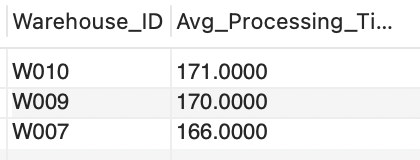 Warehouse_ID Avg_Processing_Ti...
W010 171.0000
W009 170.0000
W007 166.0000